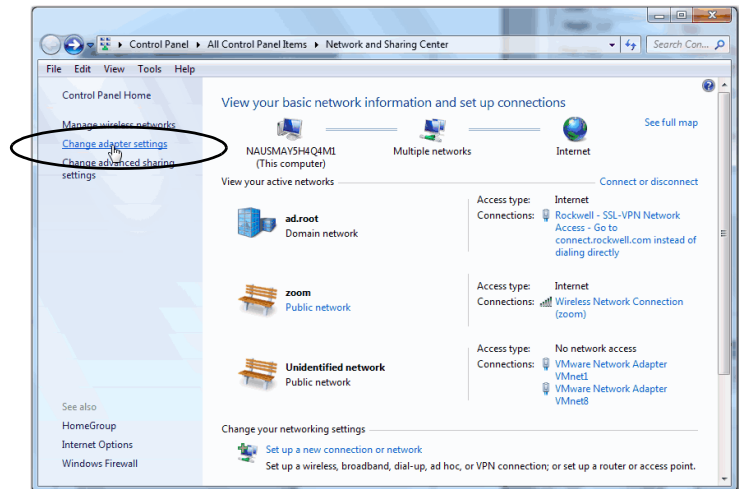 Control Panel ▸ All Control Panel Items ▸ Network and Sharing Center
Search Con...
File Edit View Tools Help
Control Panel Home
Manage wireless networks
Change adapter settings
Change advanced sharing
settings
See also
HomeGroup
Internet Options
Windows Firewall
View your basic network information and set up connections
See full map
NAUSMAY5H4Q4M1
(This computer)
Multiple networks
Internet
View your active networks
Connect or disconnect
ad.root
Domain network
Access type: Internet
Connections: Rockwell - SSL-VPN Network
Access - Go to
connect.rockwell.com instead of
dialing directly
zoom
Public network
Access type: Internet
Connections: Wireless Network Connection
(zoom)
Unidentified network
Public network
Access type: No network access
Connections: VMware Network Adapter
VMnet1
VMware Network Adapter
VMnet8
Change your networking settings
Set up a new connection or network
Set up a wireless, broadband, dial-up, ad hoc, or VPN connection; or set up a router or access point.